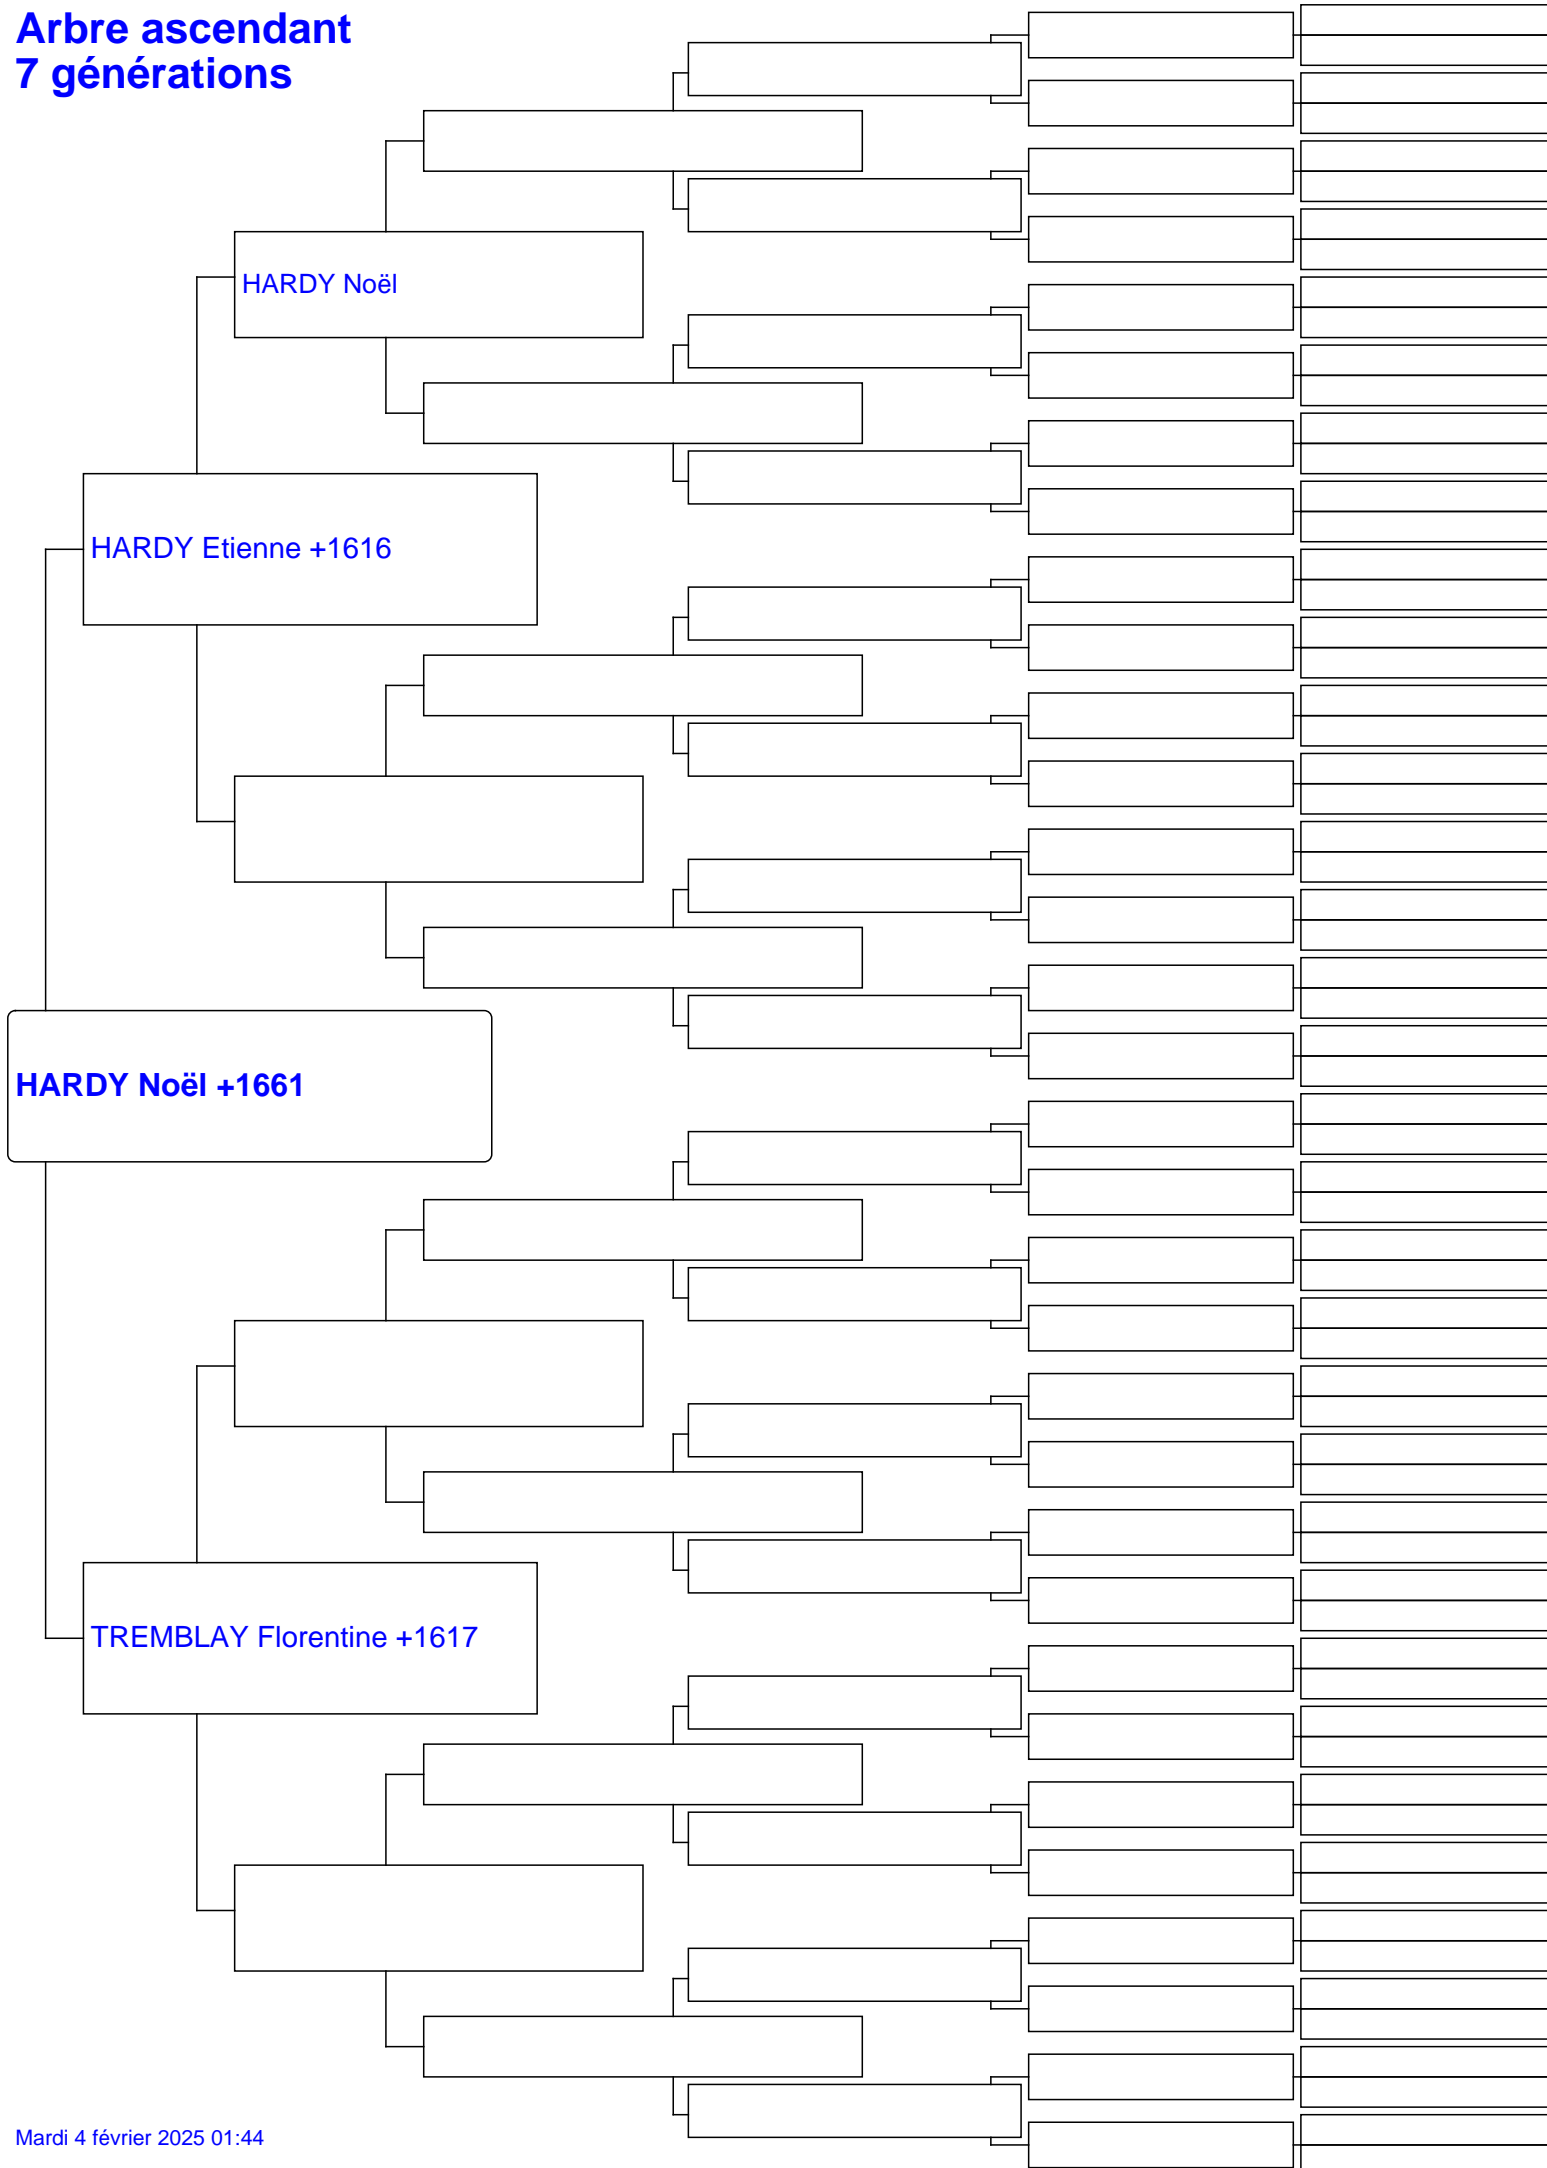 Arbre ascendant
7 générations
HARDY Noël
HARDY Etienne +1616
HARDY Noël +1661
TREMBLAY Florentine +1617
Mardi 4 février 2025 01:44